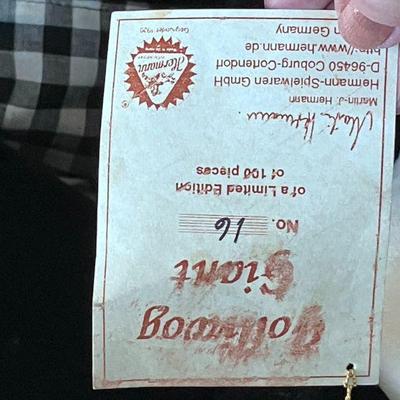 Golliwog
Giant
No. 16
of a Limited Edition
of 100 pieces
Martin-J. Hermann
Hermann-Spielwaren GmbH
D-96450 Coburg-Cortendorf
http://www.hermann.de
Germany
Hermann